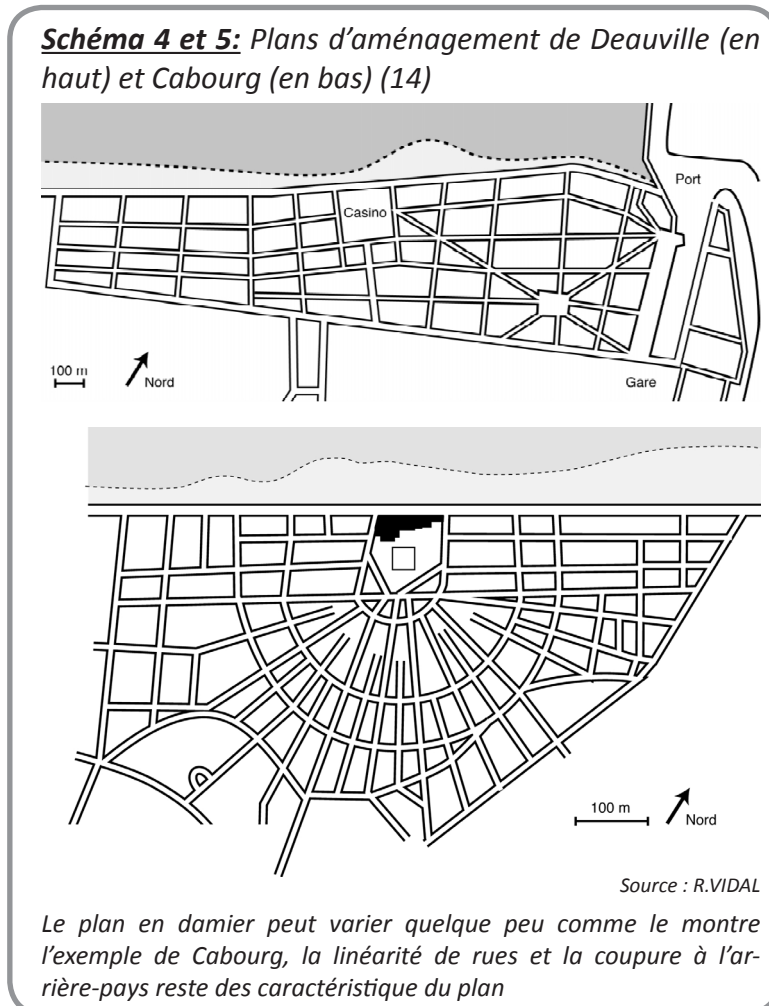 Schéma 4 et 5: Plans d’aménagement de Deauville (en
haut) et Cabourg (en bas) (14)
Port
Casino
100 m
Nord
Gare
100 m
Nord
Source : R.VIDAL
Le plan en damier peut varier quelque peu comme le montre
l’exemple de Cabourg, la linéarité de rues et la coupure à l’ar-
rière-pays reste des caractéristique du plan